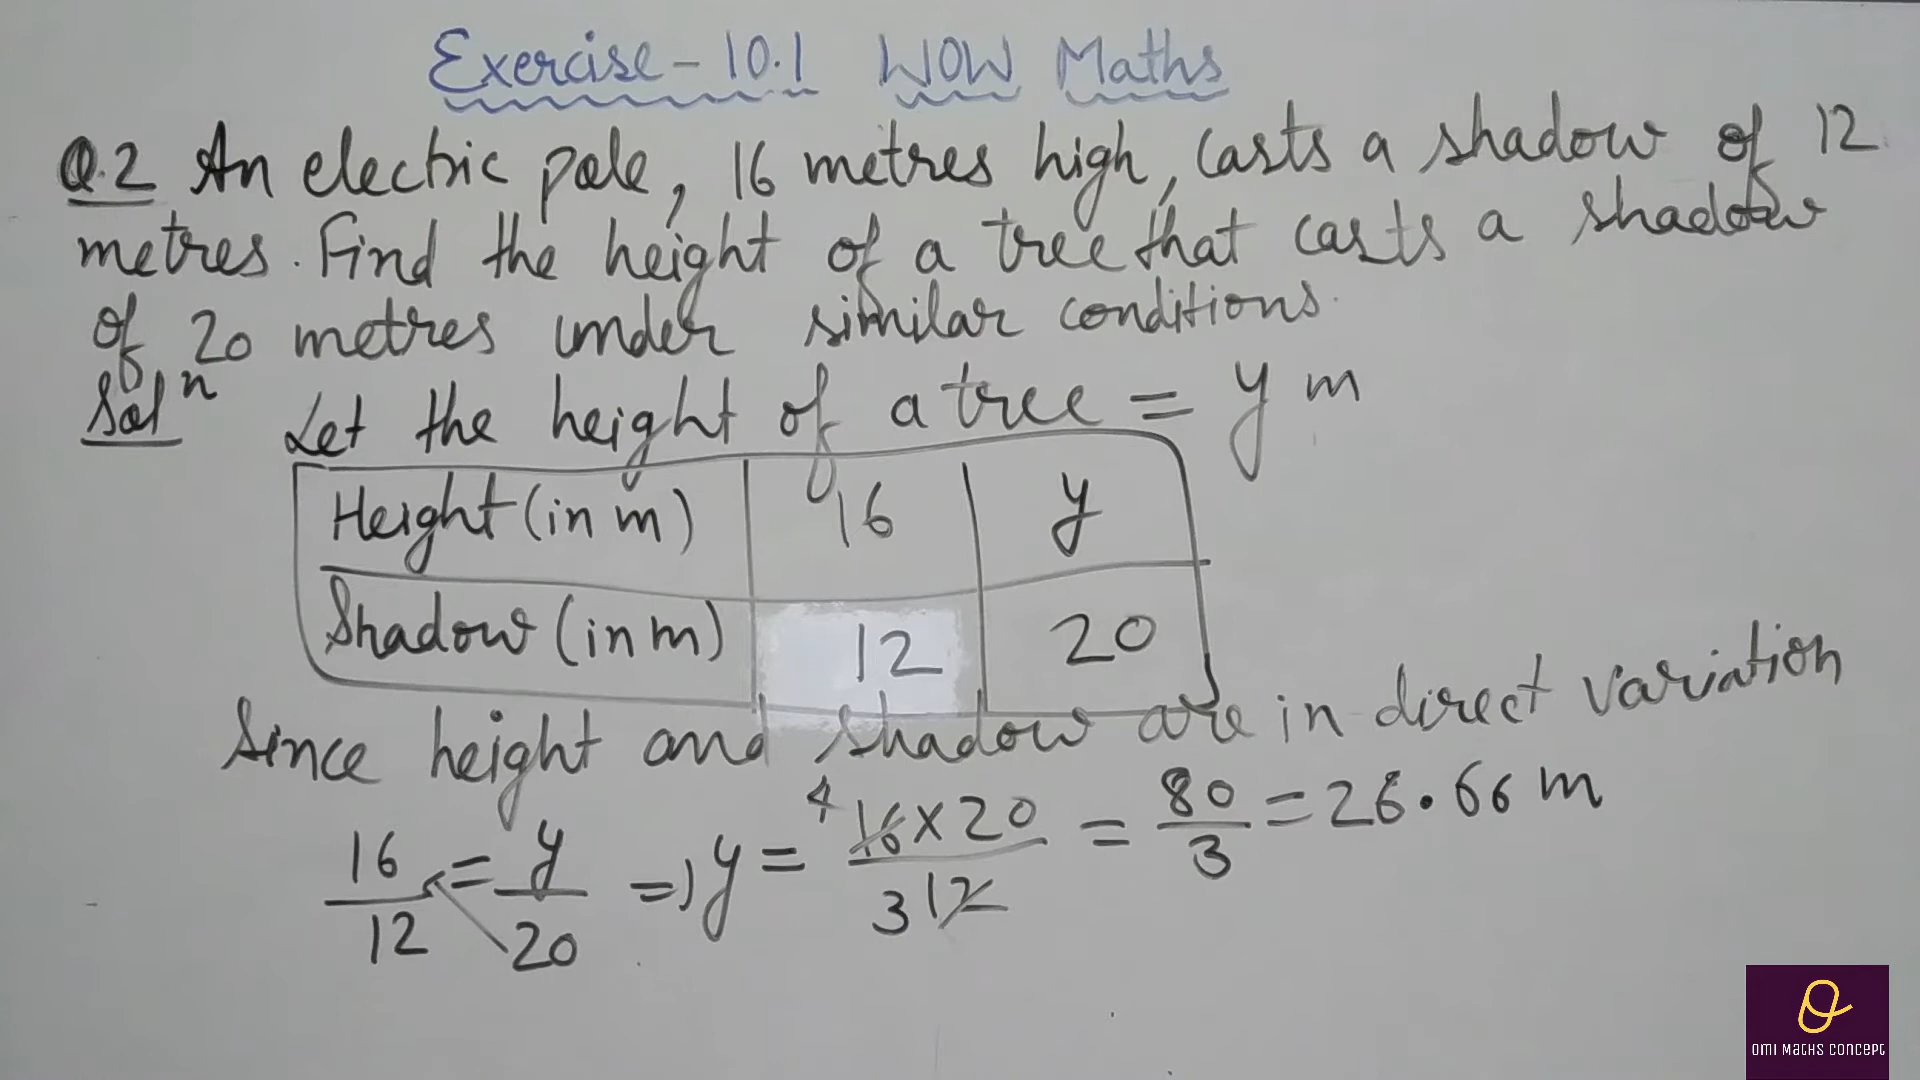 Exercise - 10.1 WOW Maths
Q.2 An electric pole, 16 metres high, casts a shadow of 12
metres. Find the height of a tree that casts a shadow
of 20 metres under similar conditions.
Solⁿ Let the height of a tree = y m
Height (in m) 16 y
Shadow (in m) 12 20
Since height and shadow are in direct variation
16/12 = y/20 => y = 4 16 x 20 / 3 12 = 80/3 = 26.66 m
OMI MATHS CONCEPT